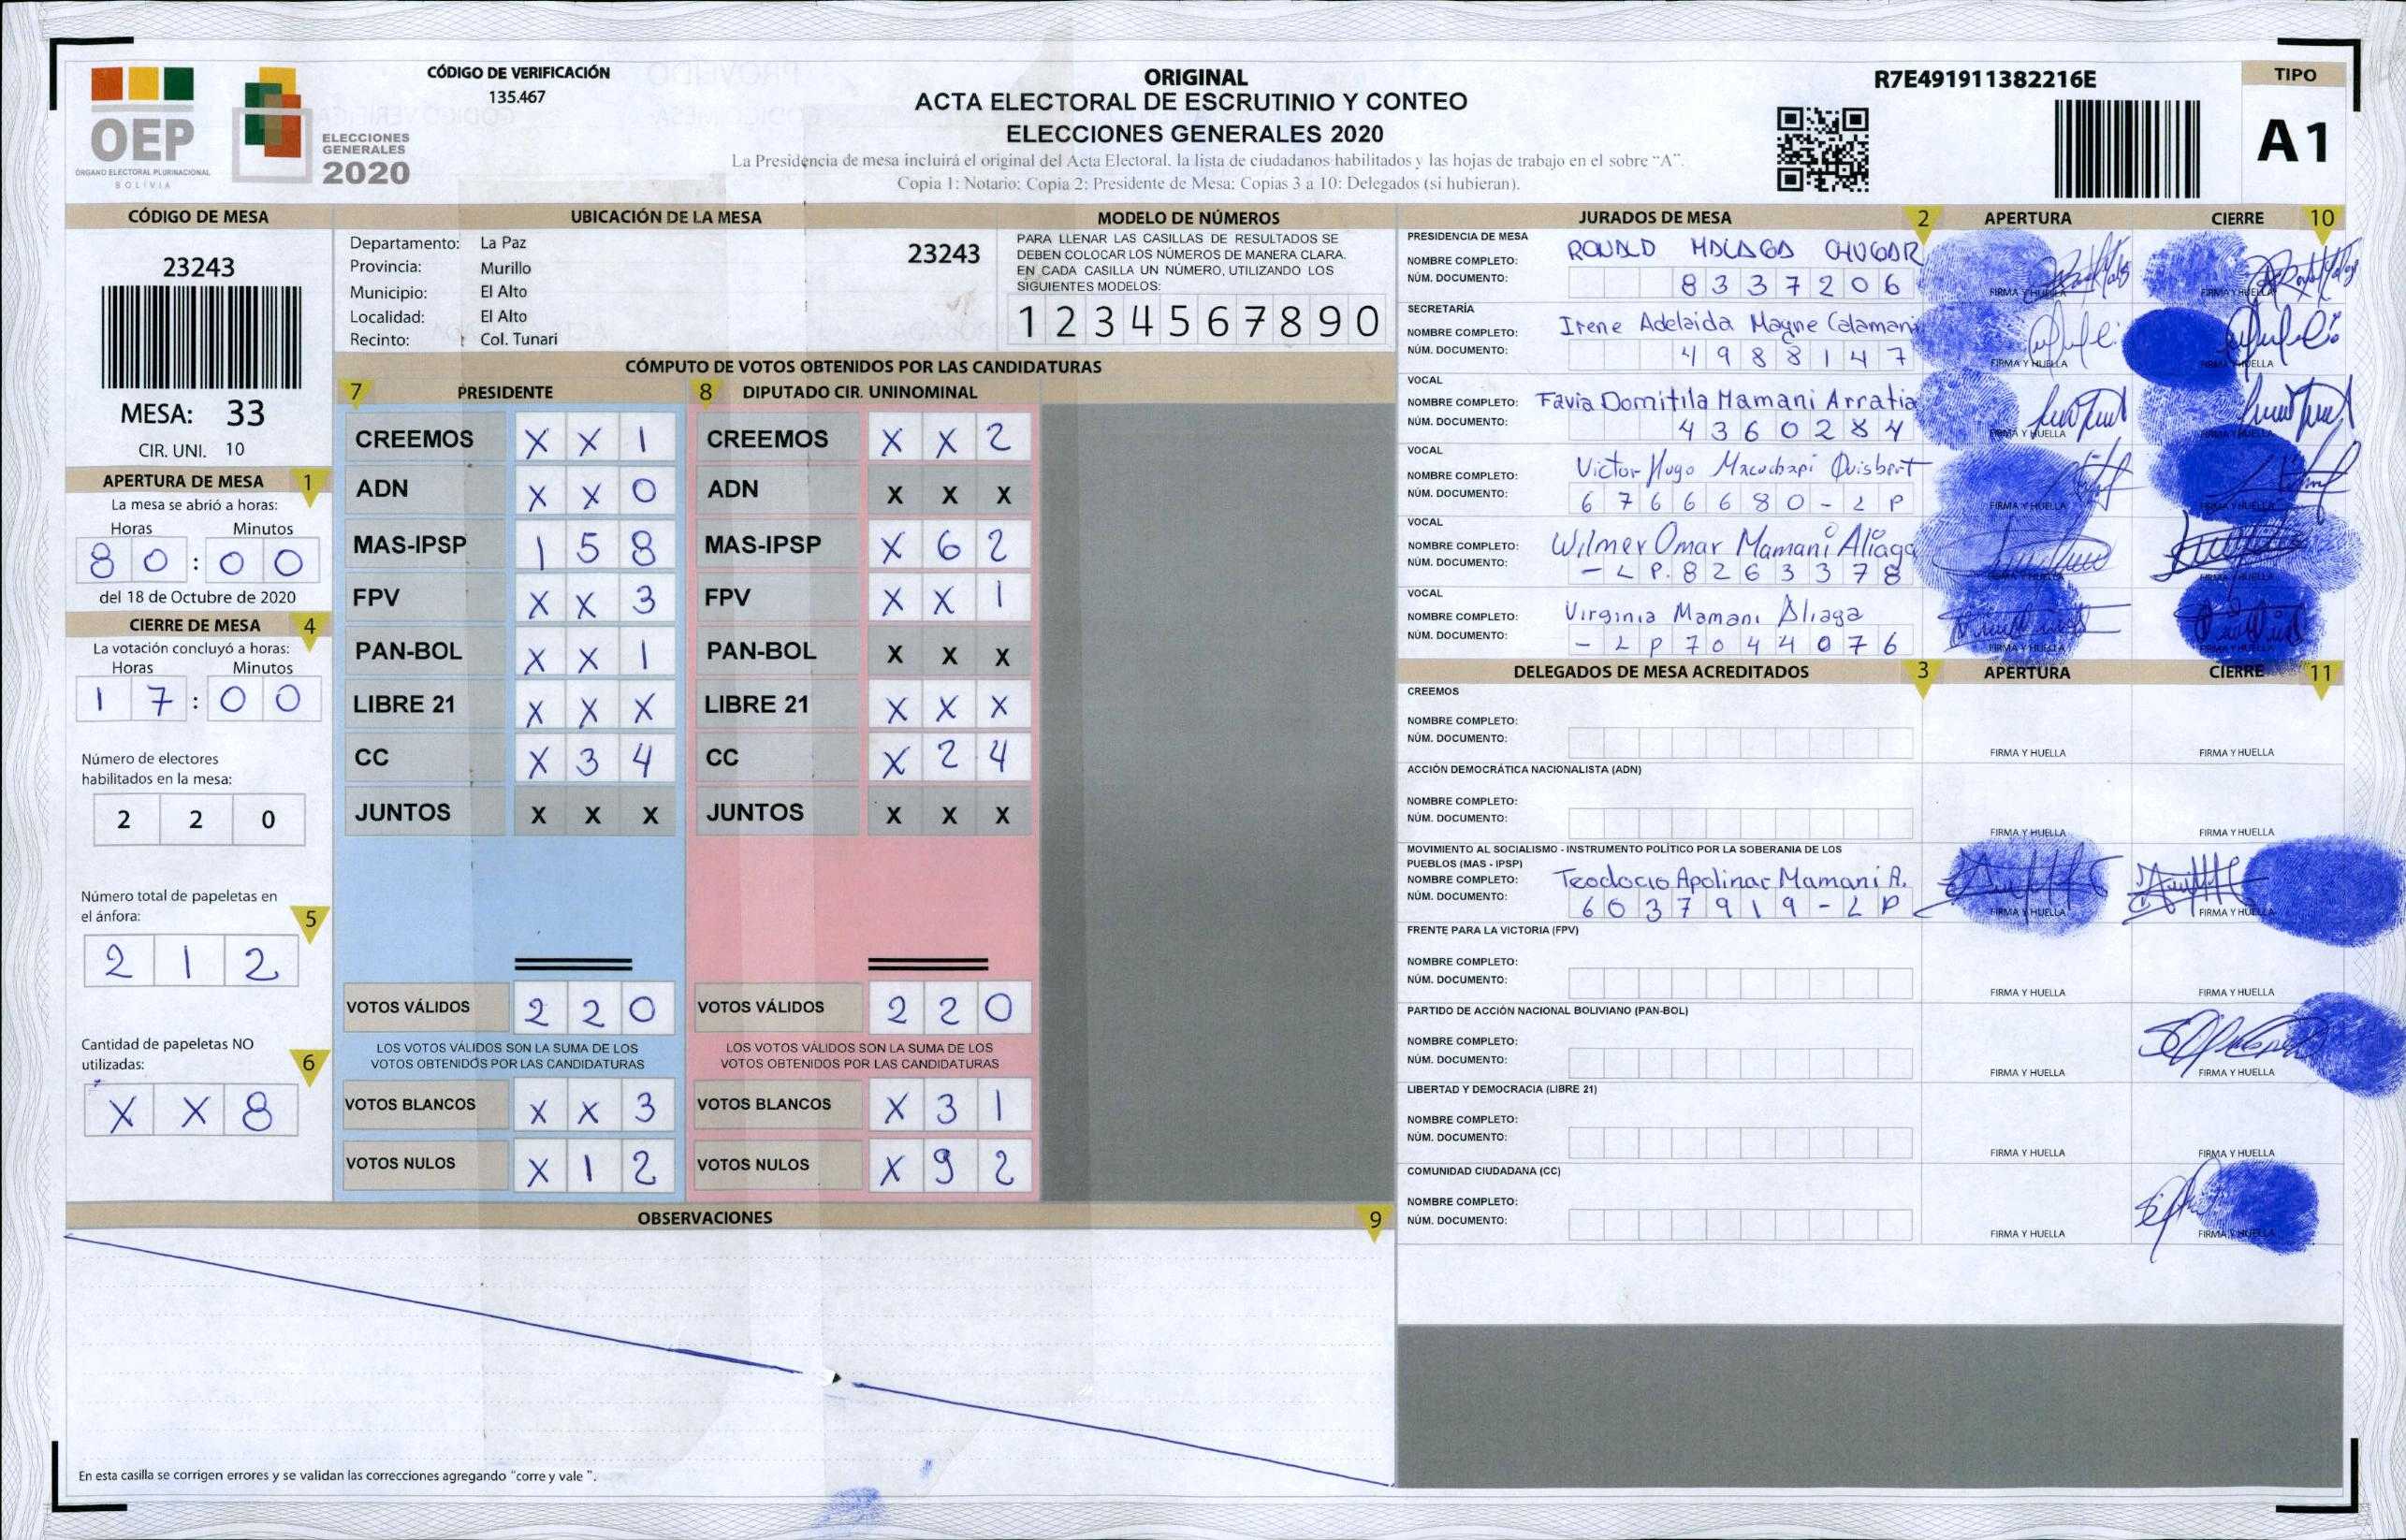 CÓDIGO DE VERIFICACIÓN
135.467
OEP
ÓRGANO ELECTORAL PLURINACIONAL
BOLIVIA
ELECCIONES
GENERALES
2020
ORIGINAL
ACTA ELECTORAL DE ESCRUTINIO Y CONTEO
ELECCIONES GENERALES 2020
La Presidencia de mesa incluirá el original del Acta Electoral, la lista de ciudadanos habilitados y las hojas de trabajo en el sobre "A".
Copia 1: Notario; Copia 2: Presidente de Mesa; Copias 3 a 10: Delegados (si hubieran).
R7E491911382216E
TIPO
A1
CÓDIGO DE MESA
23243
MESA: 33
CIR. UNI. 10
APERTURA DE MESA 1
La mesa se abrió a horas:
Horas Minutos
8 0 : 0 0
del 18 de Octubre de 2020
CIERRE DE MESA 4
La votación concluyó a horas:
Horas Minutos
1 7 : 0 0
Número de electores
habilitados en la mesa:
2 2 0
Número total de papeletas en
el ánfora: 5
2 1 2
Cantidad de papeletas NO
utilizadas: 6
X X 8
UBICACIÓN DE LA MESA
Departamento: La Paz 23243
Provincia: Murillo
Municipio: El Alto
Localidad: El Alto
Recinto: Col. Tunari
MODELO DE NÚMEROS
PARA LLENAR LAS CASILLAS DE RESULTADOS SE
DEBEN COLOCAR LOS NÚMEROS DE MANERA CLARA.
EN CADA CASILLA UN NÚMERO, UTILIZANDO LOS
SIGUIENTES MODELOS:
1 2 3 4 5 6 7 8 9 0
CÓMPUTO DE VOTOS OBTENIDOS POR LAS CANDIDATURAS
7 PRESIDENTE 8 DIPUTADO CIR. UNINOMINAL
CREEMOS X X 1 CREEMOS X X 2
ADN X X 0 ADN X X X
MAS-IPSP 1 5 8 MAS-IPSP X 6 2
FPV X X 3 FPV X X 1
PAN-BOL X X 1 PAN-BOL X X X
LIBRE 21 X X X LIBRE 21 X X X
CC X 3 4 CC X 2 4
JUNTOS X X X JUNTOS X X X
VOTOS VÁLIDOS 2 2 0 VOTOS VÁLIDOS 2 2 0
LOS VOTOS VÁLIDOS SON LA SUMA DE LOS LOS VOTOS VÁLIDOS SON LA SUMA DE LOS
VOTOS OBTENIDOS POR LAS CANDIDATURAS VOTOS OBTENIDOS POR LAS CANDIDATURAS
VOTOS BLANCOS X X 3 VOTOS BLANCOS X 3 1
VOTOS NULOS X 1 2 VOTOS NULOS X 9 2
OBSERVACIONES 9
En esta casilla se corrigen errores y se validan las correcciones agregando "corre y vale ".
JURADOS DE MESA 2 APERTURA CIERRE 10
PRESIDENCIA DE MESA
NOMBRE COMPLETO: RONALD MALAGA
NÚM. DOCUMENTO: 8 3 3 7 2 0 6
FIRMA Y HUELLA FIRMA Y HUELLA
SECRETARÍA
NOMBRE COMPLETO: Irene Adelaida Mayne Calamani
NÚM. DOCUMENTO: 4 9 8 8 1 4 7
FIRMA Y HUELLA FIRMA Y HUELLA
VOCAL
NOMBRE COMPLETO: Favia Domitila Mamani Arratia
NÚM. DOCUMENTO: 4 3 6 0 2 8 4
FIRMA Y HUELLA FIRMA Y HUELLA
VOCAL
NOMBRE COMPLETO: Victor Hugo Macuchapi Quisbert
NÚM. DOCUMENTO: 6 7 6 6 6 8 0 - L P
FIRMA Y HUELLA FIRMA Y HUELLA
VOCAL
NOMBRE COMPLETO: Wilmer Omar Mamani Aliaga
NÚM. DOCUMENTO: - L P. 8 2 6 3 3 7 8
FIRMA Y HUELLA FIRMA Y HUELLA
VOCAL
NOMBRE COMPLETO: Virginia Mamani Aliaga
NÚM. DOCUMENTO: - L P 7 0 4 4 0 7 6
FIRMA Y HUELLA FIRMA Y HUELLA
DELEGADOS DE MESA ACREDITADOS 3 APERTURA CIERRE 11
CREEMOS
NOMBRE COMPLETO:
NÚM. DOCUMENTO:
FIRMA Y HUELLA FIRMA Y HUELLA
ACCIÓN DEMOCRÁTICA NACIONALISTA (ADN)
NOMBRE COMPLETO:
NÚM. DOCUMENTO:
FIRMA Y HUELLA FIRMA Y HUELLA
MOVIMIENTO AL SOCIALISMO - INSTRUMENTO POLÍTICO POR LA SOBERANIA DE LOS
PUEBLOS (MAS - IPSP)
NOMBRE COMPLETO: Teodocio Apolinar Mamani A.
NÚM. DOCUMENTO: 6 0 3 7 9 1 9 - L P
FIRMA Y HUELLA FIRMA Y HUELLA
FRENTE PARA LA VICTORIA (FPV)
NOMBRE COMPLETO:
NÚM. DOCUMENTO:
FIRMA Y HUELLA FIRMA Y HUELLA
PARTIDO DE ACCIÓN NACIONAL BOLIVIANO (PAN-BOL)
NOMBRE COMPLETO:
NÚM. DOCUMENTO:
FIRMA Y HUELLA FIRMA Y HUELLA
LIBERTAD Y DEMOCRACIA (LIBRE 21)
NOMBRE COMPLETO:
NÚM. DOCUMENTO:
FIRMA Y HUELLA FIRMA Y HUELLA
COMUNIDAD CIUDADANA (CC)
NOMBRE COMPLETO:
NÚM. DOCUMENTO:
FIRMA Y HUELLA FIRMA Y HUELLA